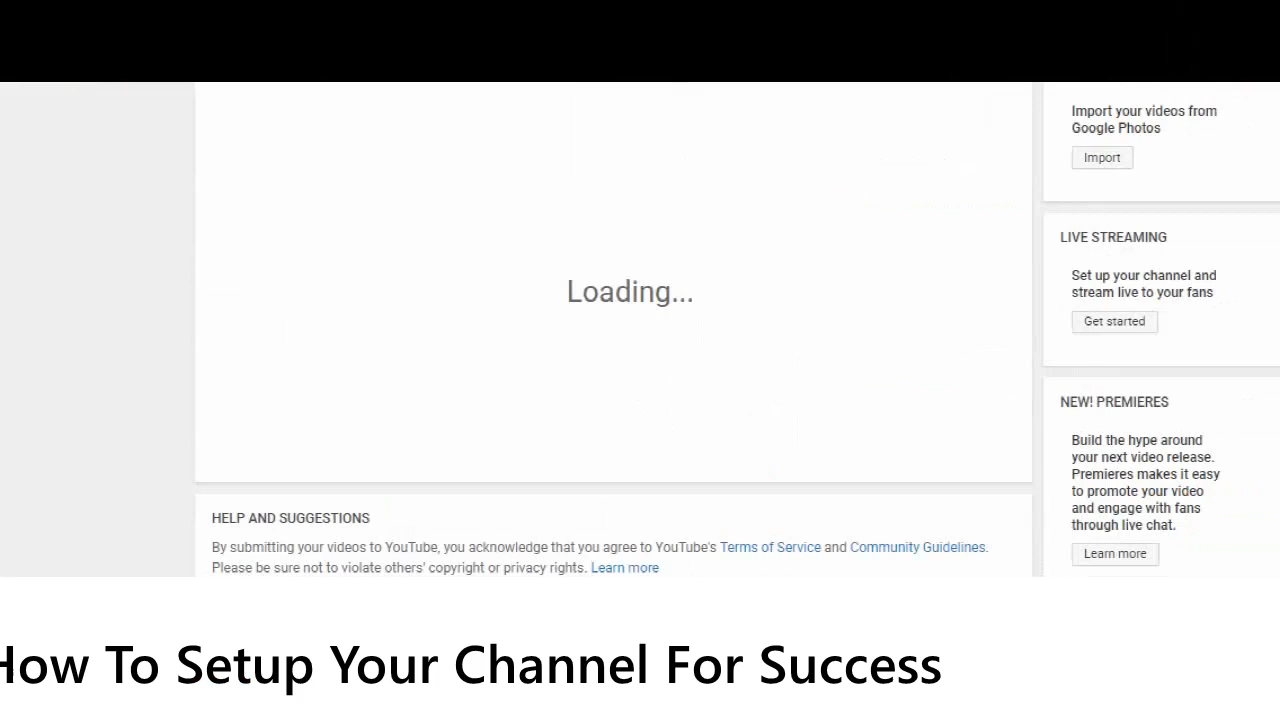 Import your videos from
Google Photos
Import
LIVE STREAMING
Set up your channel and
stream live to your fans
Get started
Loading...
NEW! PREMIERES
Build the hype around
your next video release.
Premieres makes it easy
to promote your video
and engage with fans
through live chat.
Learn more
HELP AND SUGGESTIONS
By submitting your videos to YouTube, you acknowledge that you agree to YouTube's Terms of Service and Community Guidelines.
Please be sure not to violate others' copyright or privacy rights. Learn more
How To Setup Your Channel For Success